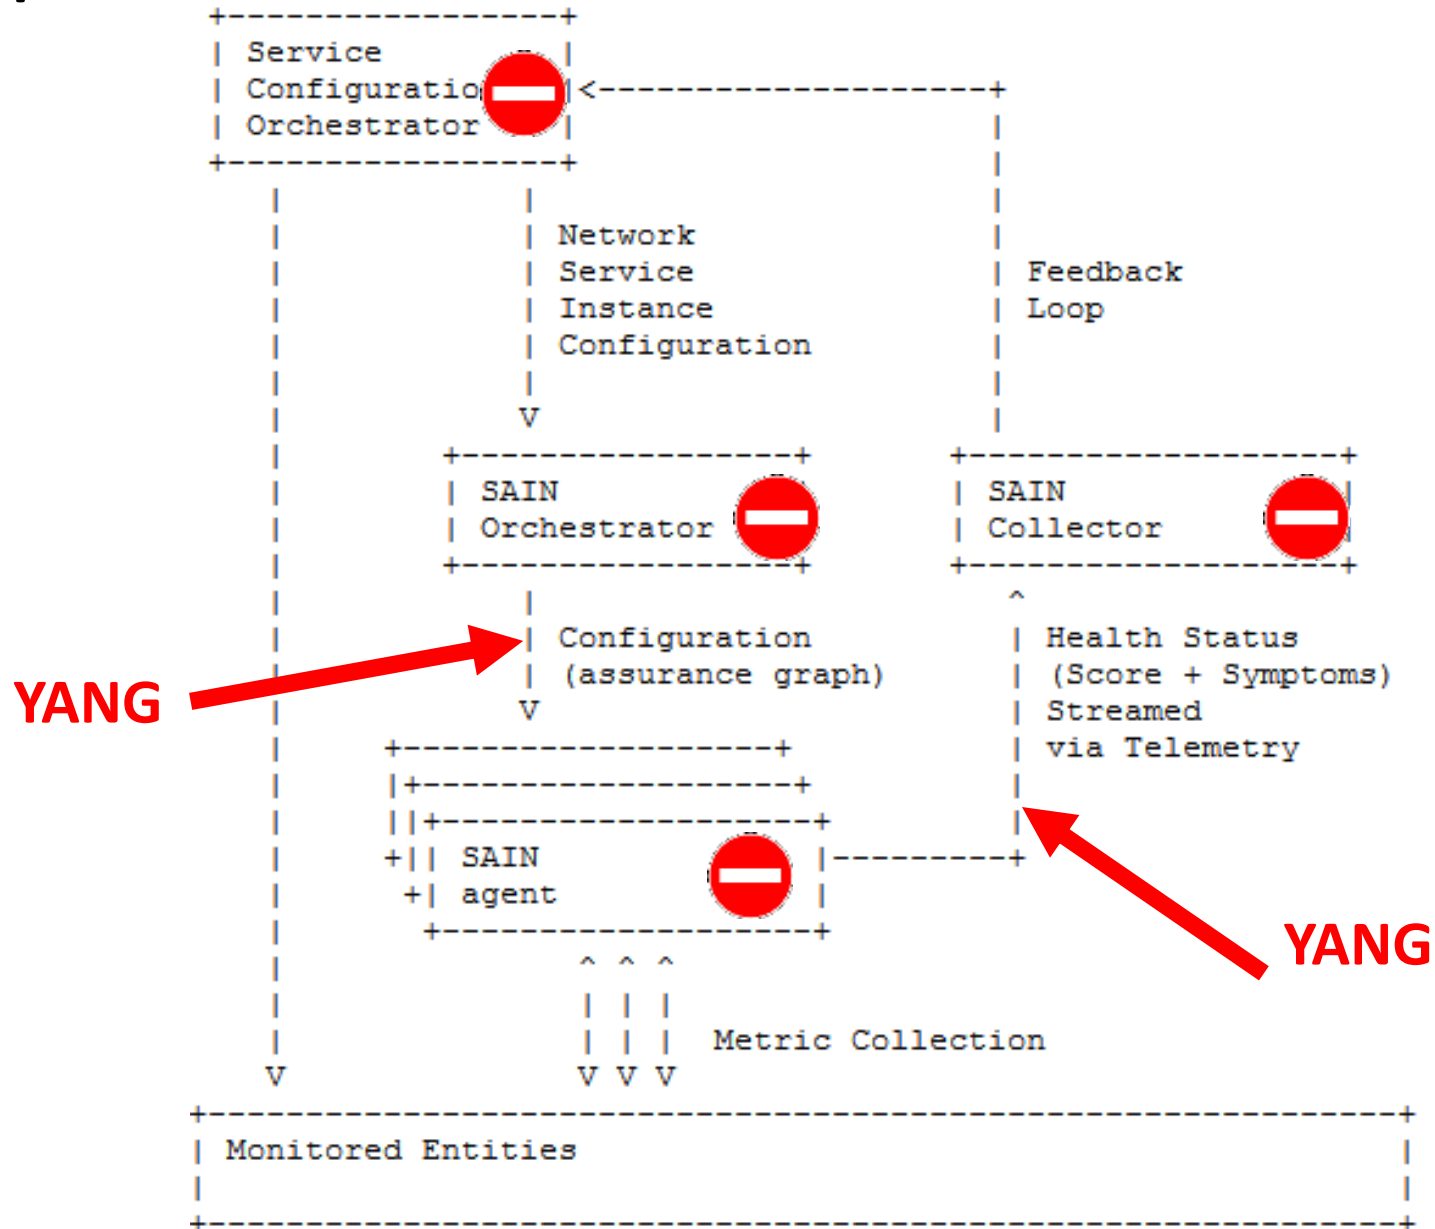 Service
Configuratio
Orchestrator
Network
Service
Instance
Configuration
Feedback
Loop
SAIN
Orchestrator
SAIN
Collector
Configuration
(assurance graph)
Health Status
(Score + Symptoms)
Streamed
via Telemetry
YANG
SAIN
agent
YANG
Metric Collection
Monitored Entities